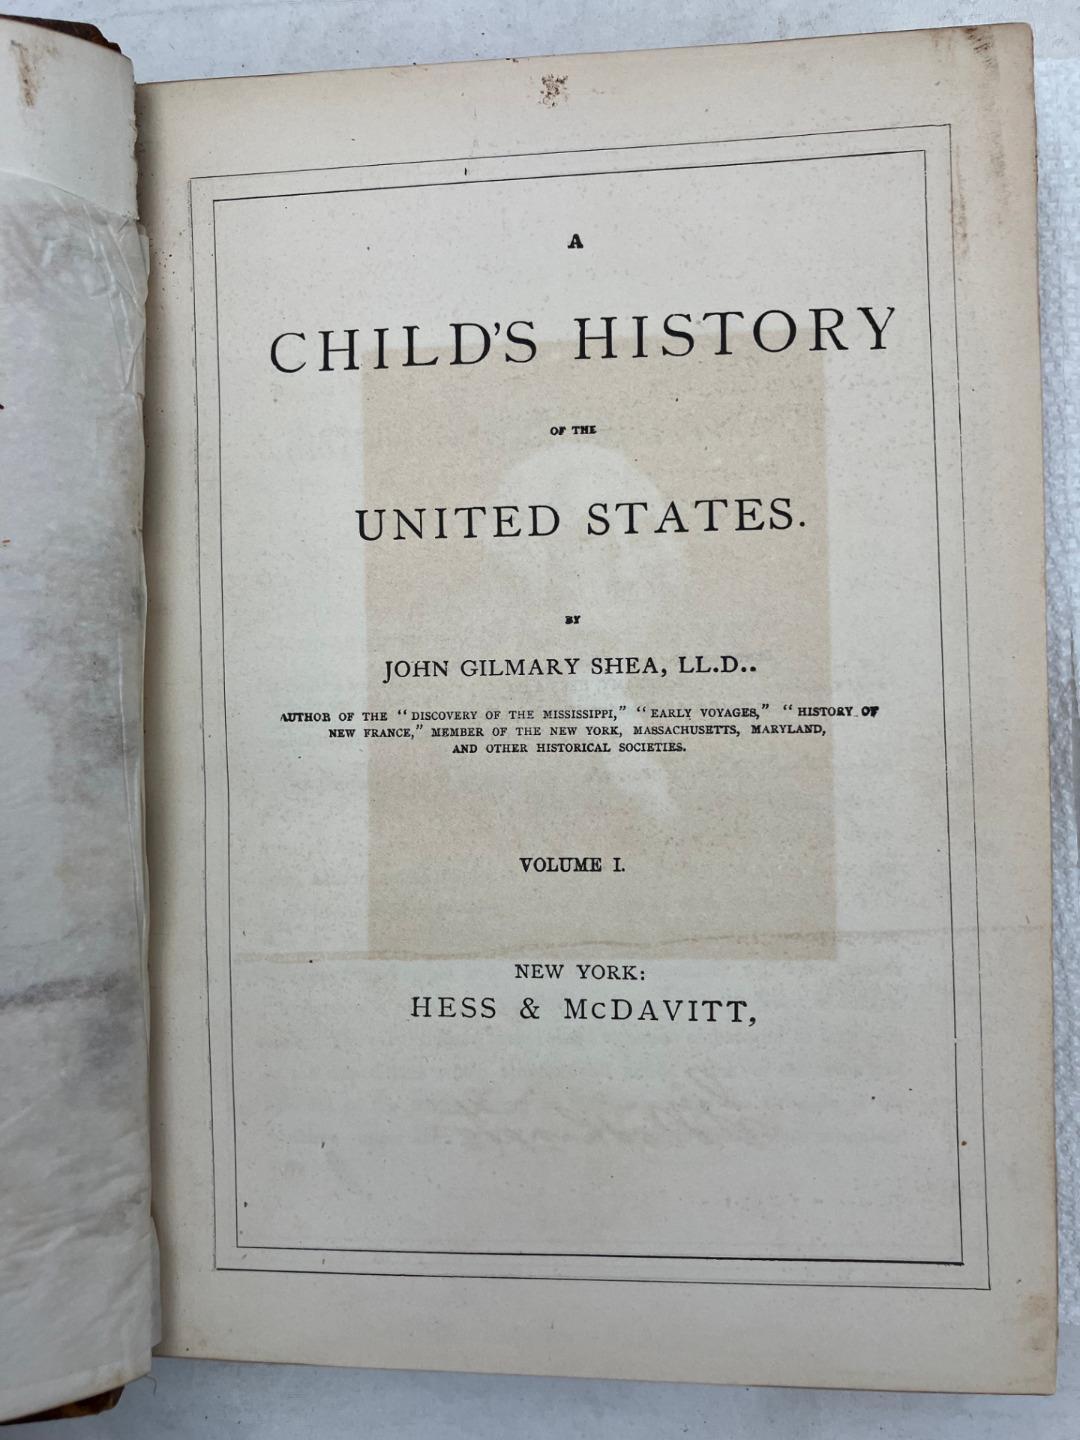 A
CHILD'S HISTORY
OF THE
UNITED STATES.
BY
JOHN GILMARY SHEA, LL.D..
AUTHOR OF THE “DISCOVERY OF THE MISSISSIPPI,” “EARLY VOYAGES,” “HISTORY OF
NEW FRANCE,” MEMBER OF THE NEW YORK, MASSACHUSETTS, MARYLAND,
AND OTHER HISTORICAL SOCIETIES.
VOLUME I.
NEW YORK:
HESS & McDAVITT,